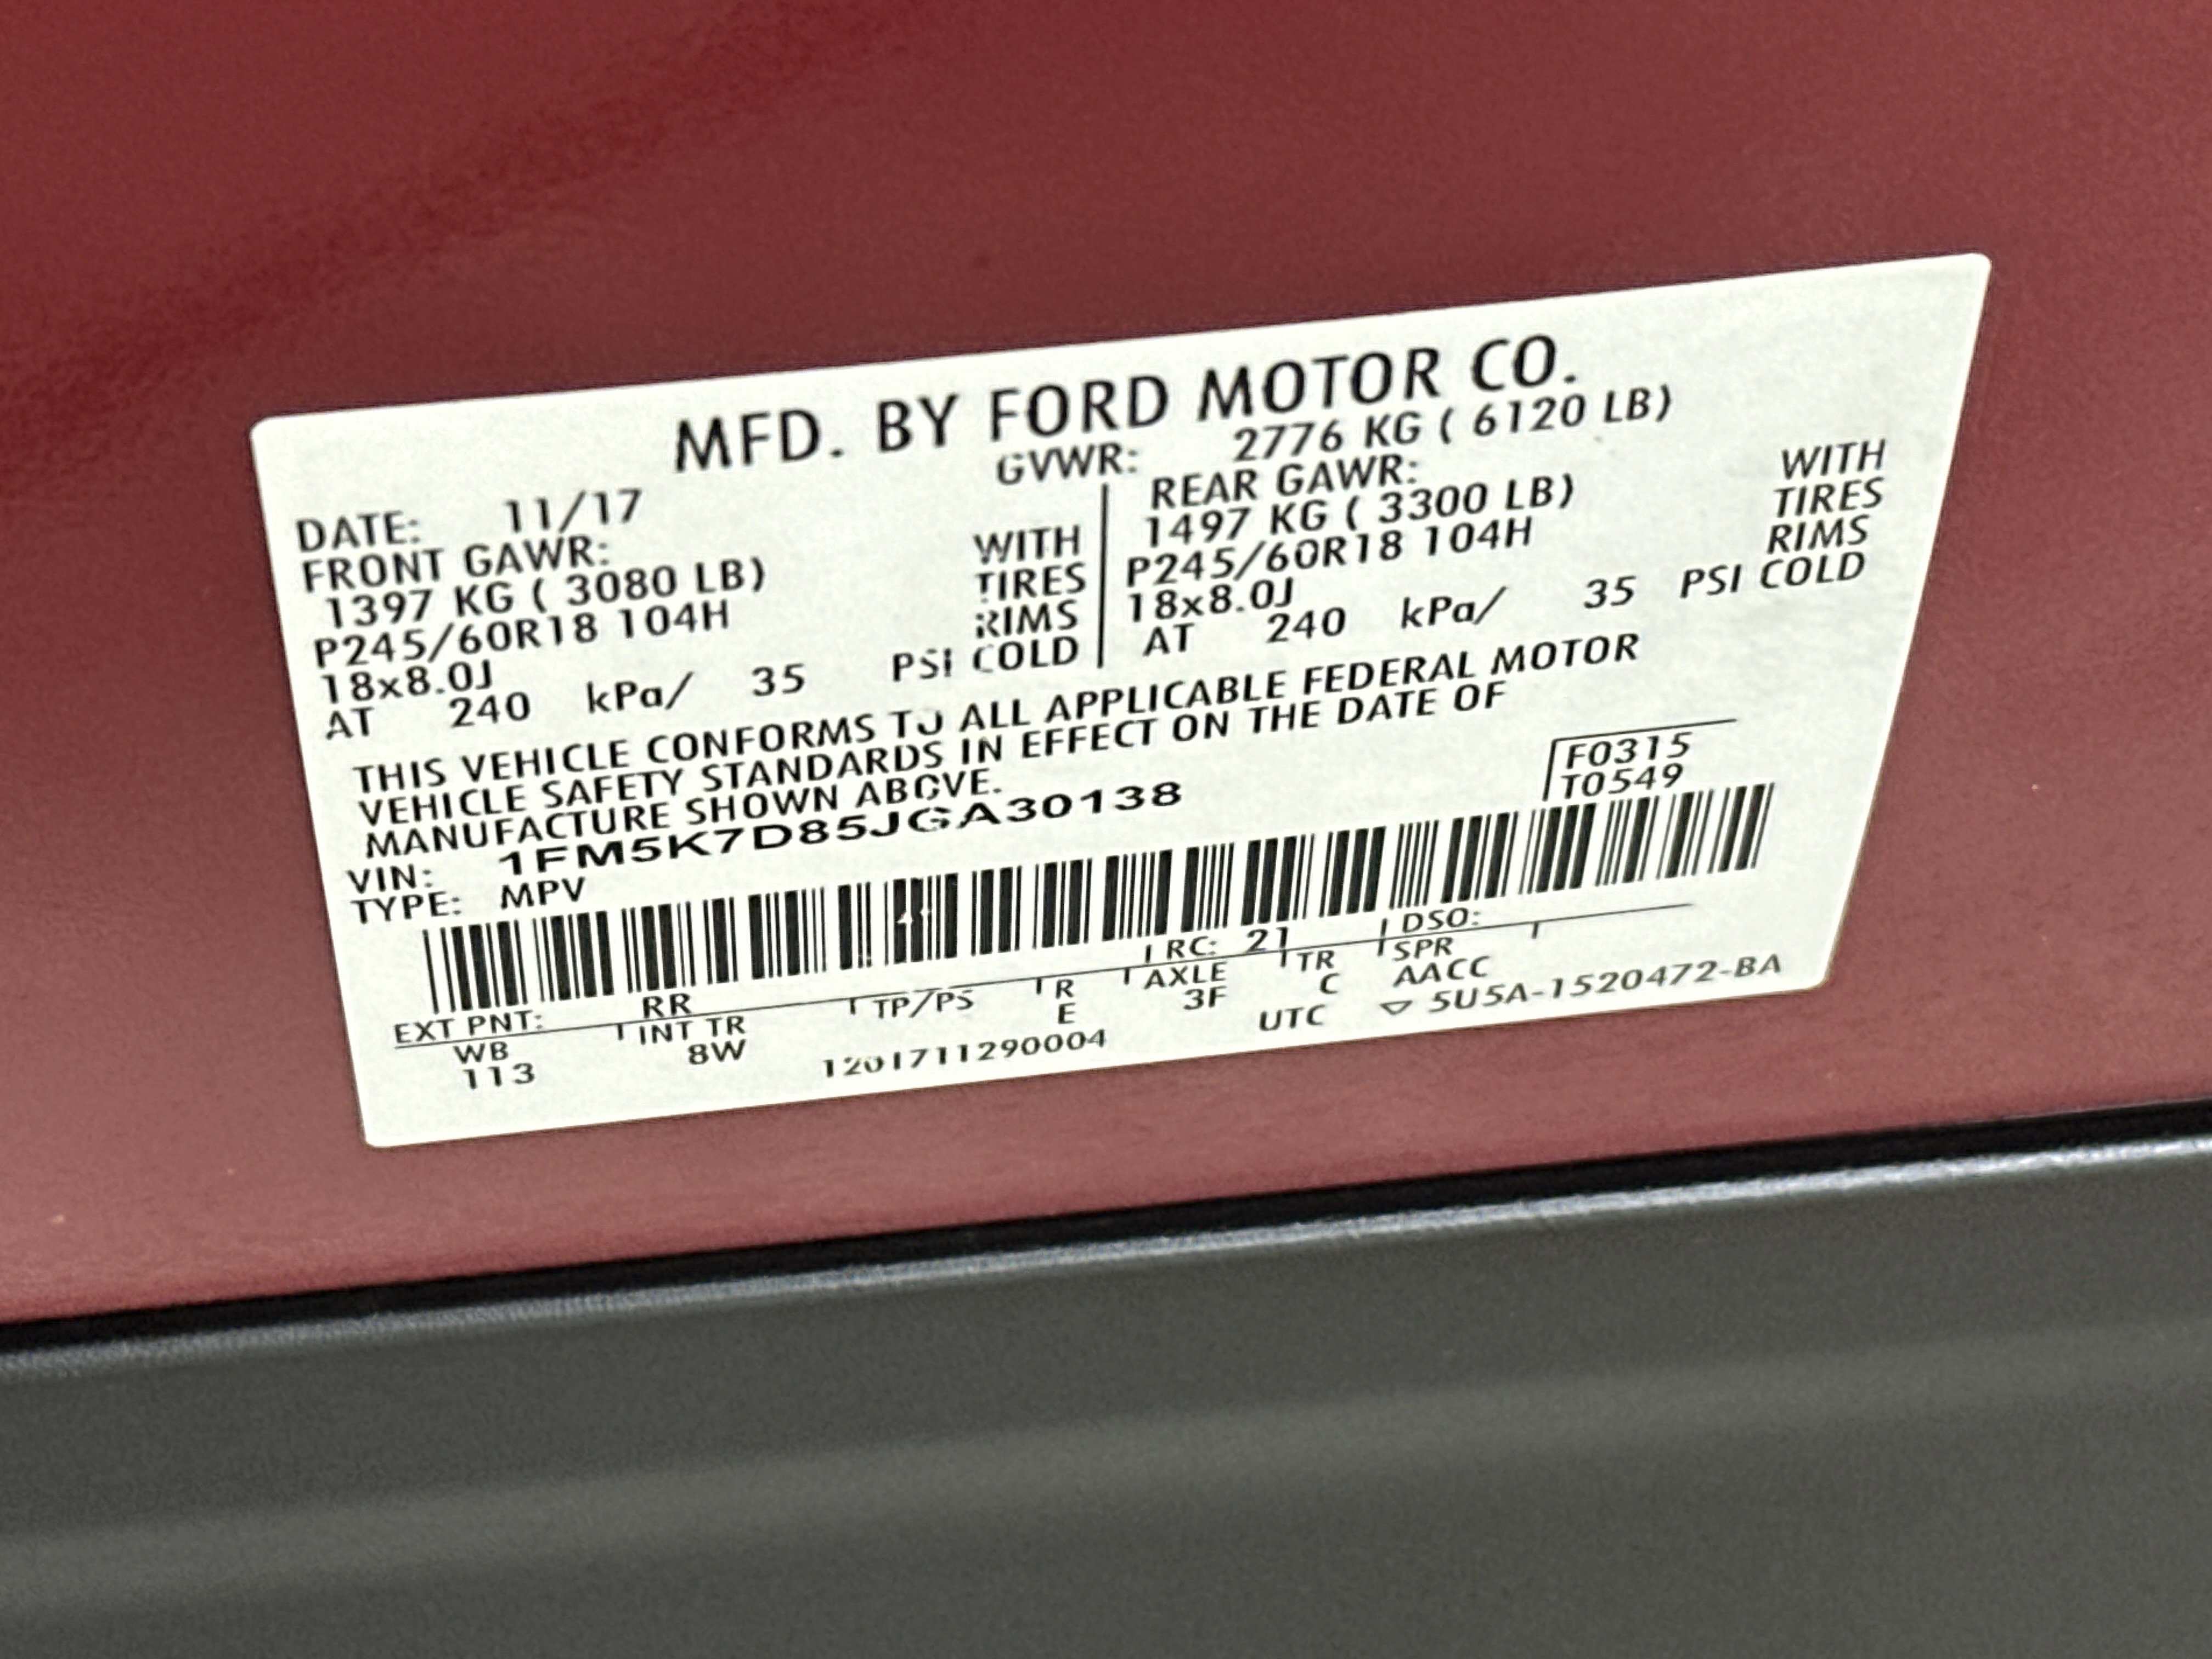 MFD. BY FORD MOTOR CO.
DATE: 11/17 GVWR: 2776 KG ( 6120 LB)
FRONT GAWR: REAR GAWR:
1397 KG ( 3080 LB) WITH 1497 KG ( 3300 LB) WITH
P245/60R18 104H TIRES P245/60R18 104H TIRES
18x8.0J RIMS 18x8.0J RIMS
AT 240 kPa/ 35 PSI COLD AT 240 kPa/ 35 PSI COLD
THIS VEHICLE CONFORMS TO ALL APPLICABLE FEDERAL MOTOR
VEHICLE SAFETY STANDARDS IN EFFECT ON THE DATE OF
MANUFACTURE SHOWN ABOVE.
F0315
VIN: 1FM5K7D85JGA30138 T0549
TYPE: MPV
EXT PNT: RR RC: 21 DSO:
WB INT TR TP/PS R AXLE TR SPR
113 8W E 3F C AACC
1201711290004 UTC ▽ 5U5A-1520472-BA